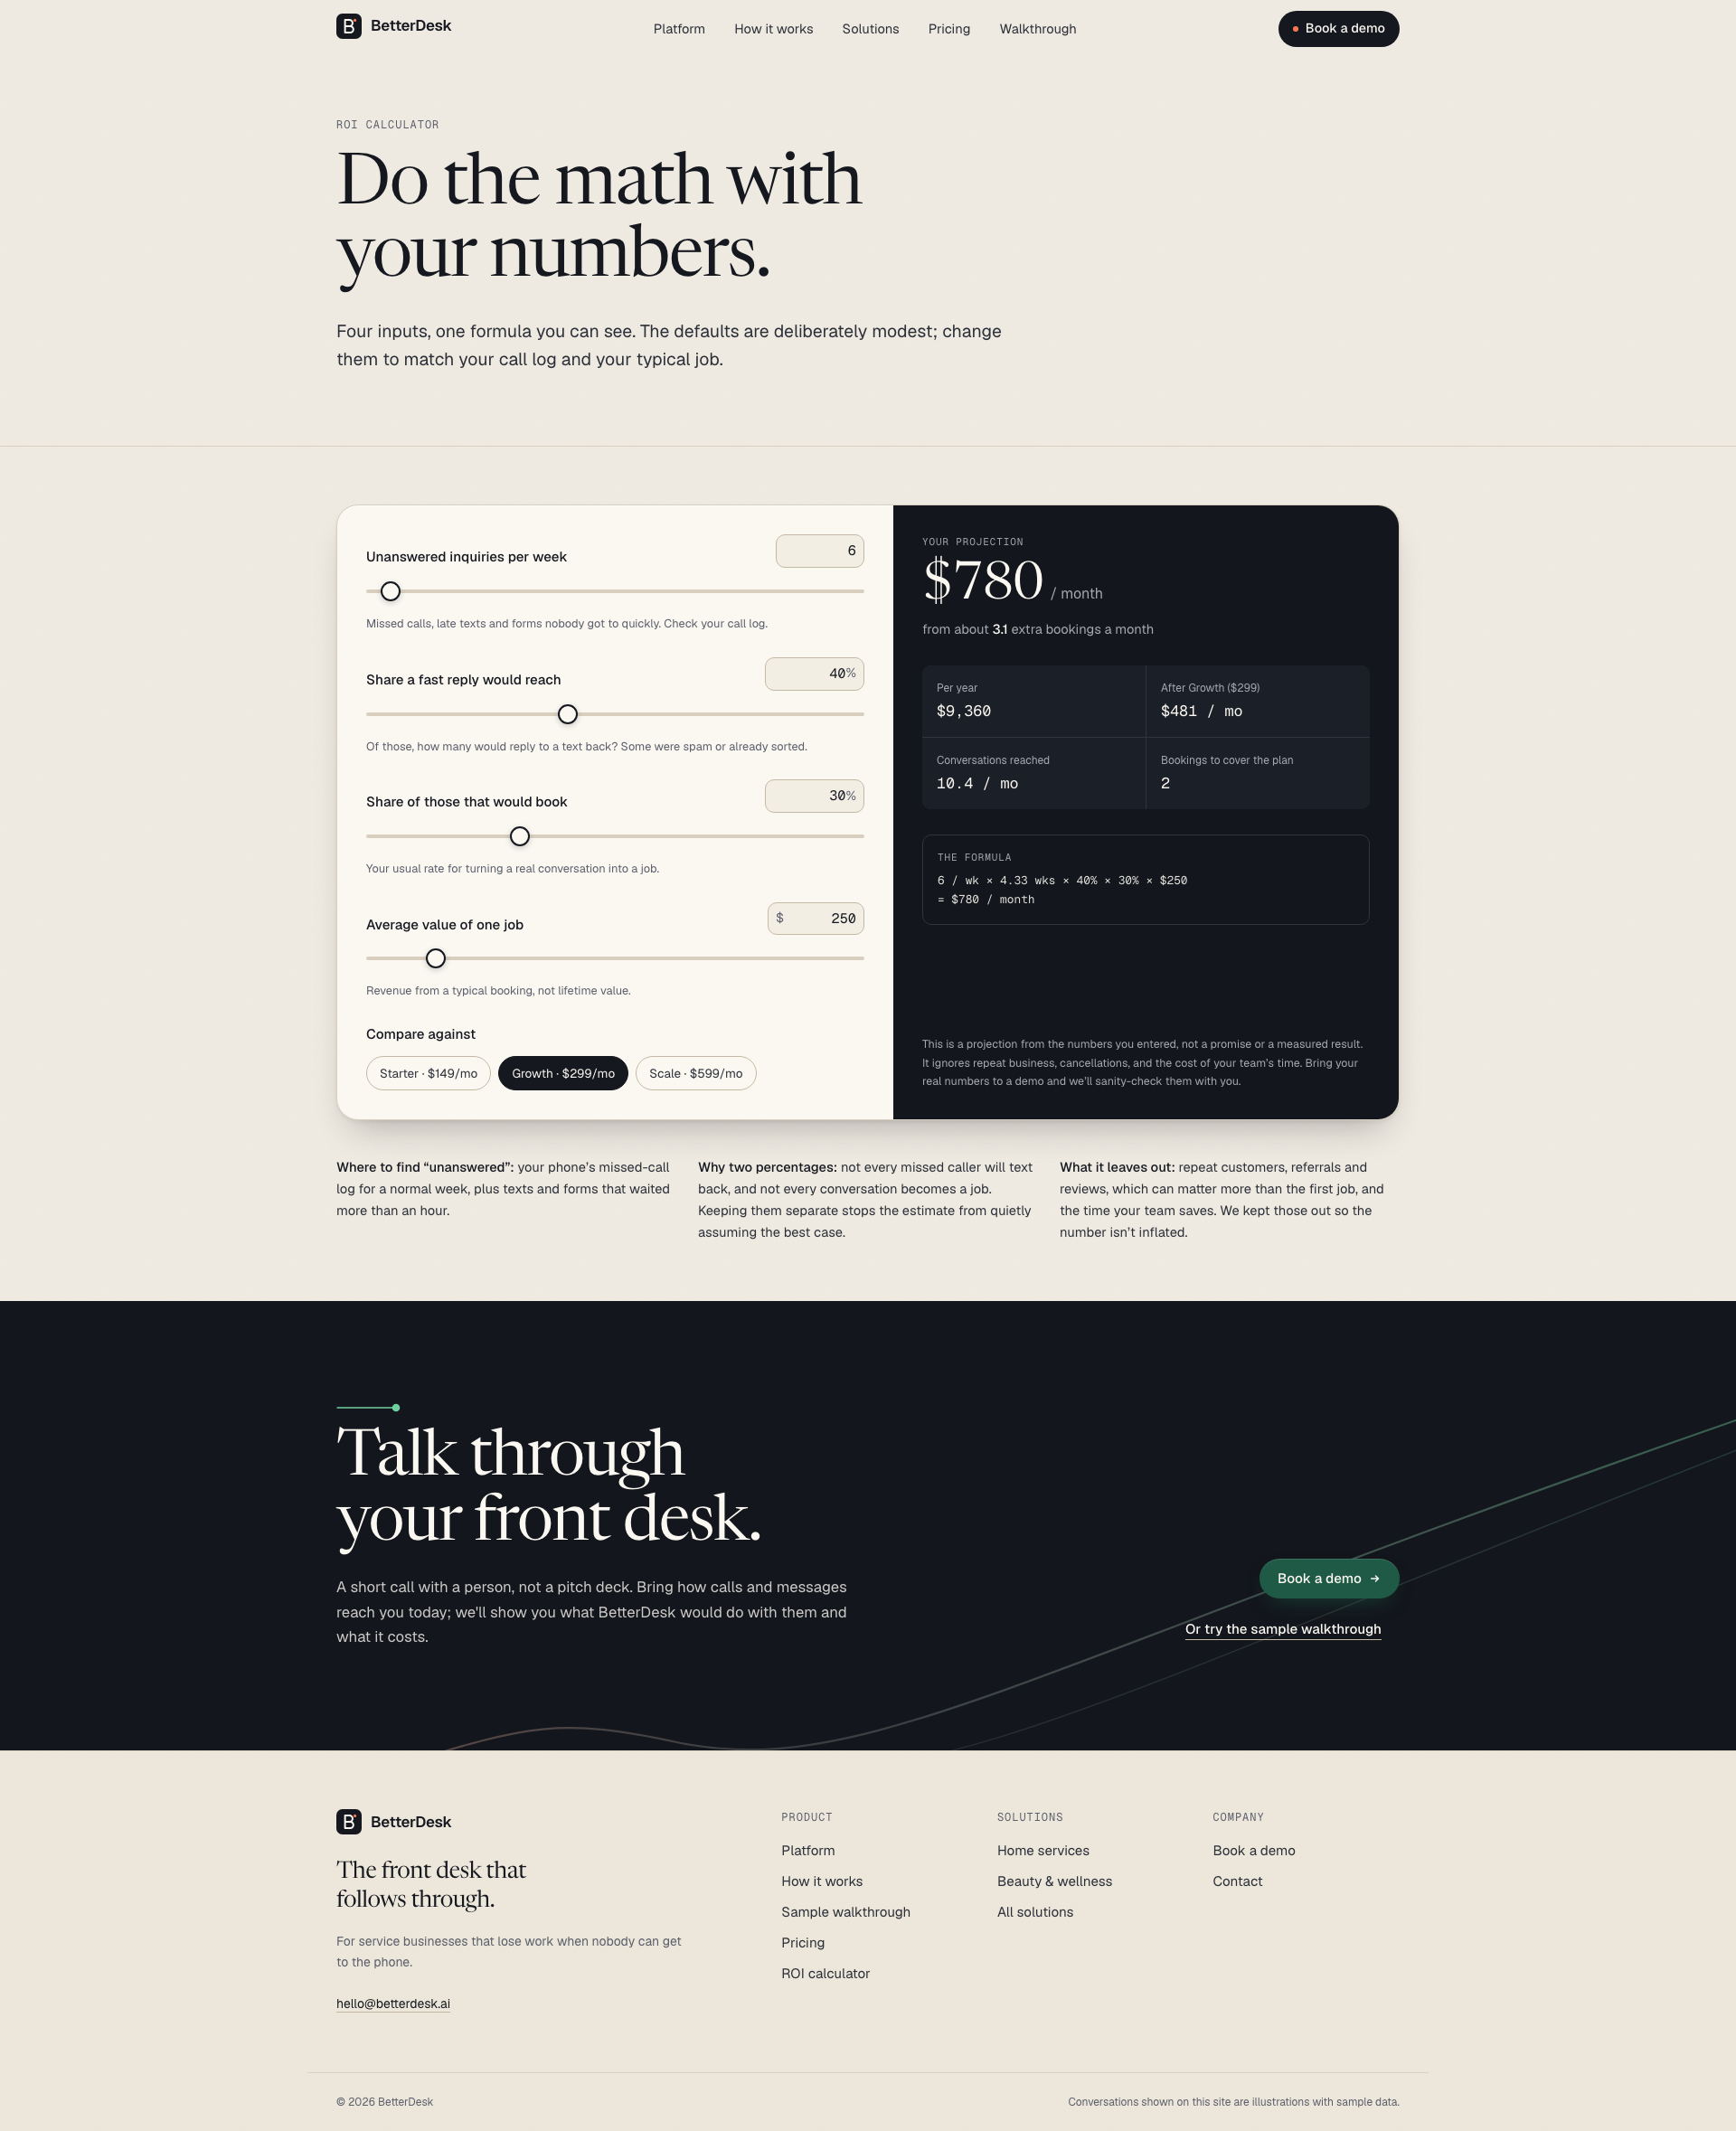 BetterDesk
Platform
How it works
Solutions
Pricing
Walkthrough
Book a demo
ROI CALCULATOR
Do the math with
your numbers.
Four inputs, one formula you can see. The defaults are deliberately modest; change
them to match your call log and your typical job.
Unanswered inquiries per week
6
Missed calls, late texts and forms nobody got to quickly. Check your call log.
Share a fast reply would reach
40%
Of those, how many would reply to a text back? Some were spam or already sorted.
Share of those that would book
30%
Your usual rate for turning a real conversation into a job.
Average value of one job
$ 250
Revenue from a typical booking, not lifetime value.
Compare against
Starter · $149/mo
Growth · $299/mo
Scale · $599/mo
YOUR PROJECTION
$780 / month
from about 3.1 extra bookings a month
Per year
$9,360
After Growth ($299)
$481 / mo
Conversations reached
10.4 / mo
Bookings to cover the plan
2
THE FORMULA
6 / wk × 4.33 wks × 40% × 30% × $250
= $780 / month
This is a projection from the numbers you entered, not a promise or a measured result.
It ignores repeat business, cancellations, and the cost of your team's time. Bring your
real numbers to a demo and we'll sanity-check them with you.
Where to find “unanswered”: your phone's missed-call
log for a normal week, plus texts and forms that waited
more than an hour.
Why two percentages: not every missed caller will text
back, and not every conversation becomes a job.
Keeping them separate stops the estimate from quietly
assuming the best case.
What it leaves out: repeat customers, referrals and
reviews, which can matter more than the first job, and
the time your team saves. We kept those out so the
number isn't inflated.
Talk through
your front desk.
A short call with a person, not a pitch deck. Bring how calls and messages
reach you today; we'll show you what BetterDesk would do with them and
what it costs.
Book a demo →
Or try the sample walkthrough
BetterDesk
The front desk that
follows through.
For service businesses that lose work when nobody can get
to the phone.
hello@betterdesk.ai
PRODUCT
Platform
How it works
Sample walkthrough
Pricing
ROI calculator
SOLUTIONS
Home services
Beauty & wellness
All solutions
COMPANY
Book a demo
Contact
© 2026 BetterDesk
Conversations shown on this site are illustrations with sample data.